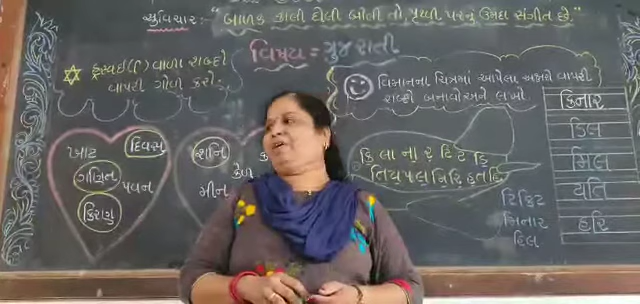 સુવિચાર :- "બાળક કાલી ઘેલી બોલી તો પૃથ્વી પરનું ઉમદા સંગીત છે."
વિષય = ગુજરાતી
હ્રસ્વઇ(િ) વાળા શબ્દો
વાપરી ગોળ કરો.
ખાટ
દિવસ
ગણિત
પવન
કિરણ
શનિ
મીન
વિમાનના ચિત્રમાં આપેલા અક્ષરો વાપરી
શબ્દો બનાવો અને લખો.
કિ લા ના ર ટિ ટ ડિ
ટિકિટ
મિનાર
હિલ
કિનાર
ડિલ
મિલ
યતિ
હરિ